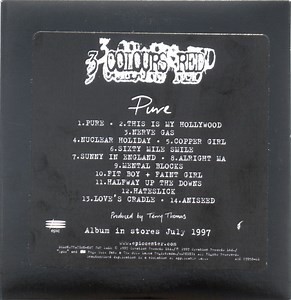 3 COLOURS RED
Pure
1.PURE • 2.THIS IS MY HOLLYWOOD
3.NERVE GAS
4.NUCLEAR HOLIDAY • 5.COPPER GIRL
6.SIXTY MILE SMILE
7.SUNNY IN ENGLAND • 8.ALRIGHT MA
9.MENTAL BLOCKS
10.FIT BOY + FAINT GIRL
11.HALFWAY UP THE DOWNS
12.HATESLICK
13.LOVE'S CRADLE • 14.ANISEED
Produced by Terry Thomas
Album in stores July 1997
www.epiccenter.com